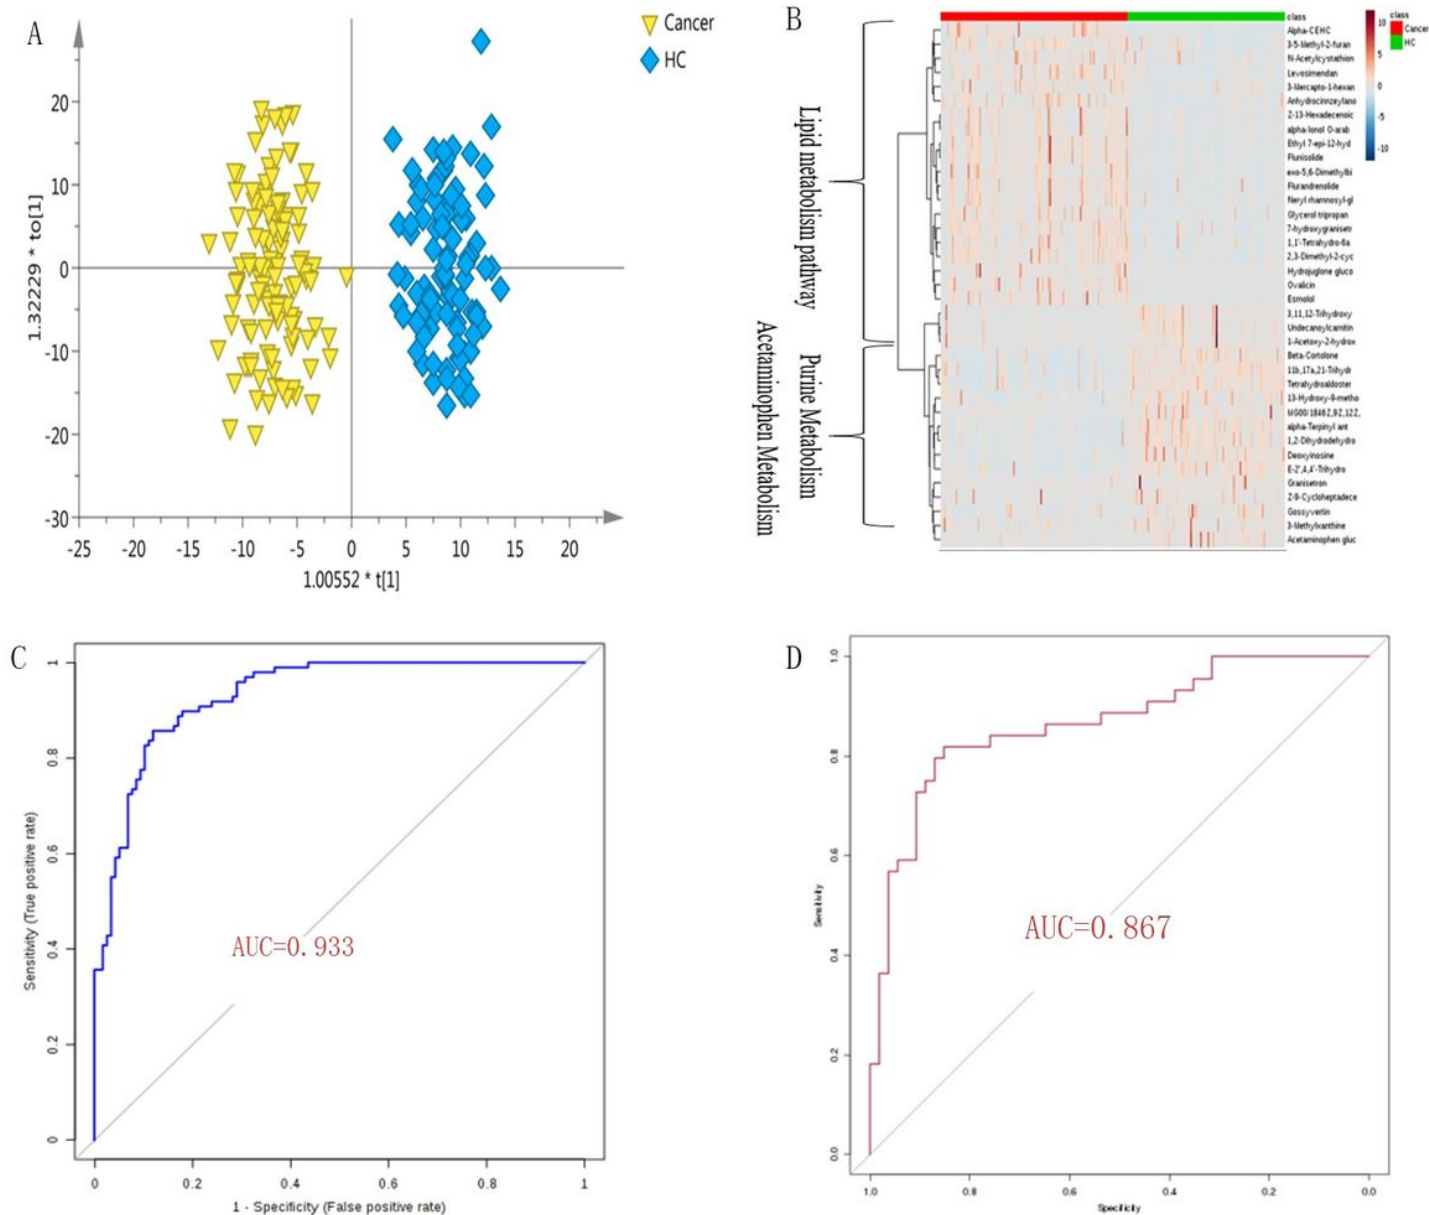 A
Cancer
HC
20
10
0
-10
-20
-30
1.32229 * to[1]
-25 -20 -15 -10 -5 0 5 10 15 20
1.00552 * t[1]
B
Lipid metabolism pathway
Purine Metabolism
Acetaminophen Metabolism
class
Alpha-CEHC
3-5-Methyl-2-furan
N-Acetylcystathion
Levosimendan
3-Mercapto-1-hexan
Z-13-Hexadecenoic
alpha-Ionol O-arab
Ethyl 7-epi-12-hyd
Flunisolide
exo-5,6-Dimethylbi
Flurandrenolide
Neryl rhamnosyl-gl
Glycerol tripropan
7-hydroxygranisetr
1,1'-Tetrahydro-6a
2,3-Dimethyl-2-cyc
Hydrojuglone gluco
Ovalicin
Esmolol
3,11,12-Trihydroxy
Undecanoylcarnitin
1-Acetoxy-2-hydrox
Beta-Cortolone
11b,17a,21-Trihydr
Tetrahydroaldoster
13-Hydroxy-9-metho
alpha-Terpinyl ant
1,2-Dihydrodehydro
Deoxyinosine
E-2',4,4'-Trihydro
Granisetron
Z-9-Cycloheptadece
Gossyvertin
3-Methylxanthine
Acetaminophen gluc
10
5
0
-5
-10
class
Cancer
HC
C
1
0.8
0.6
0.4
0.2
0
Sensitivity (True positive rate)
AUC=0.933
0 0.2 0.4 0.6 0.8 1
1 - Specificity (False positive rate)
D
1.0
0.8
0.6
0.4
0.2
0.0
Sensitivity
AUC=0.867
1.0 0.8 0.6 0.4 0.2 0.0
Specificity